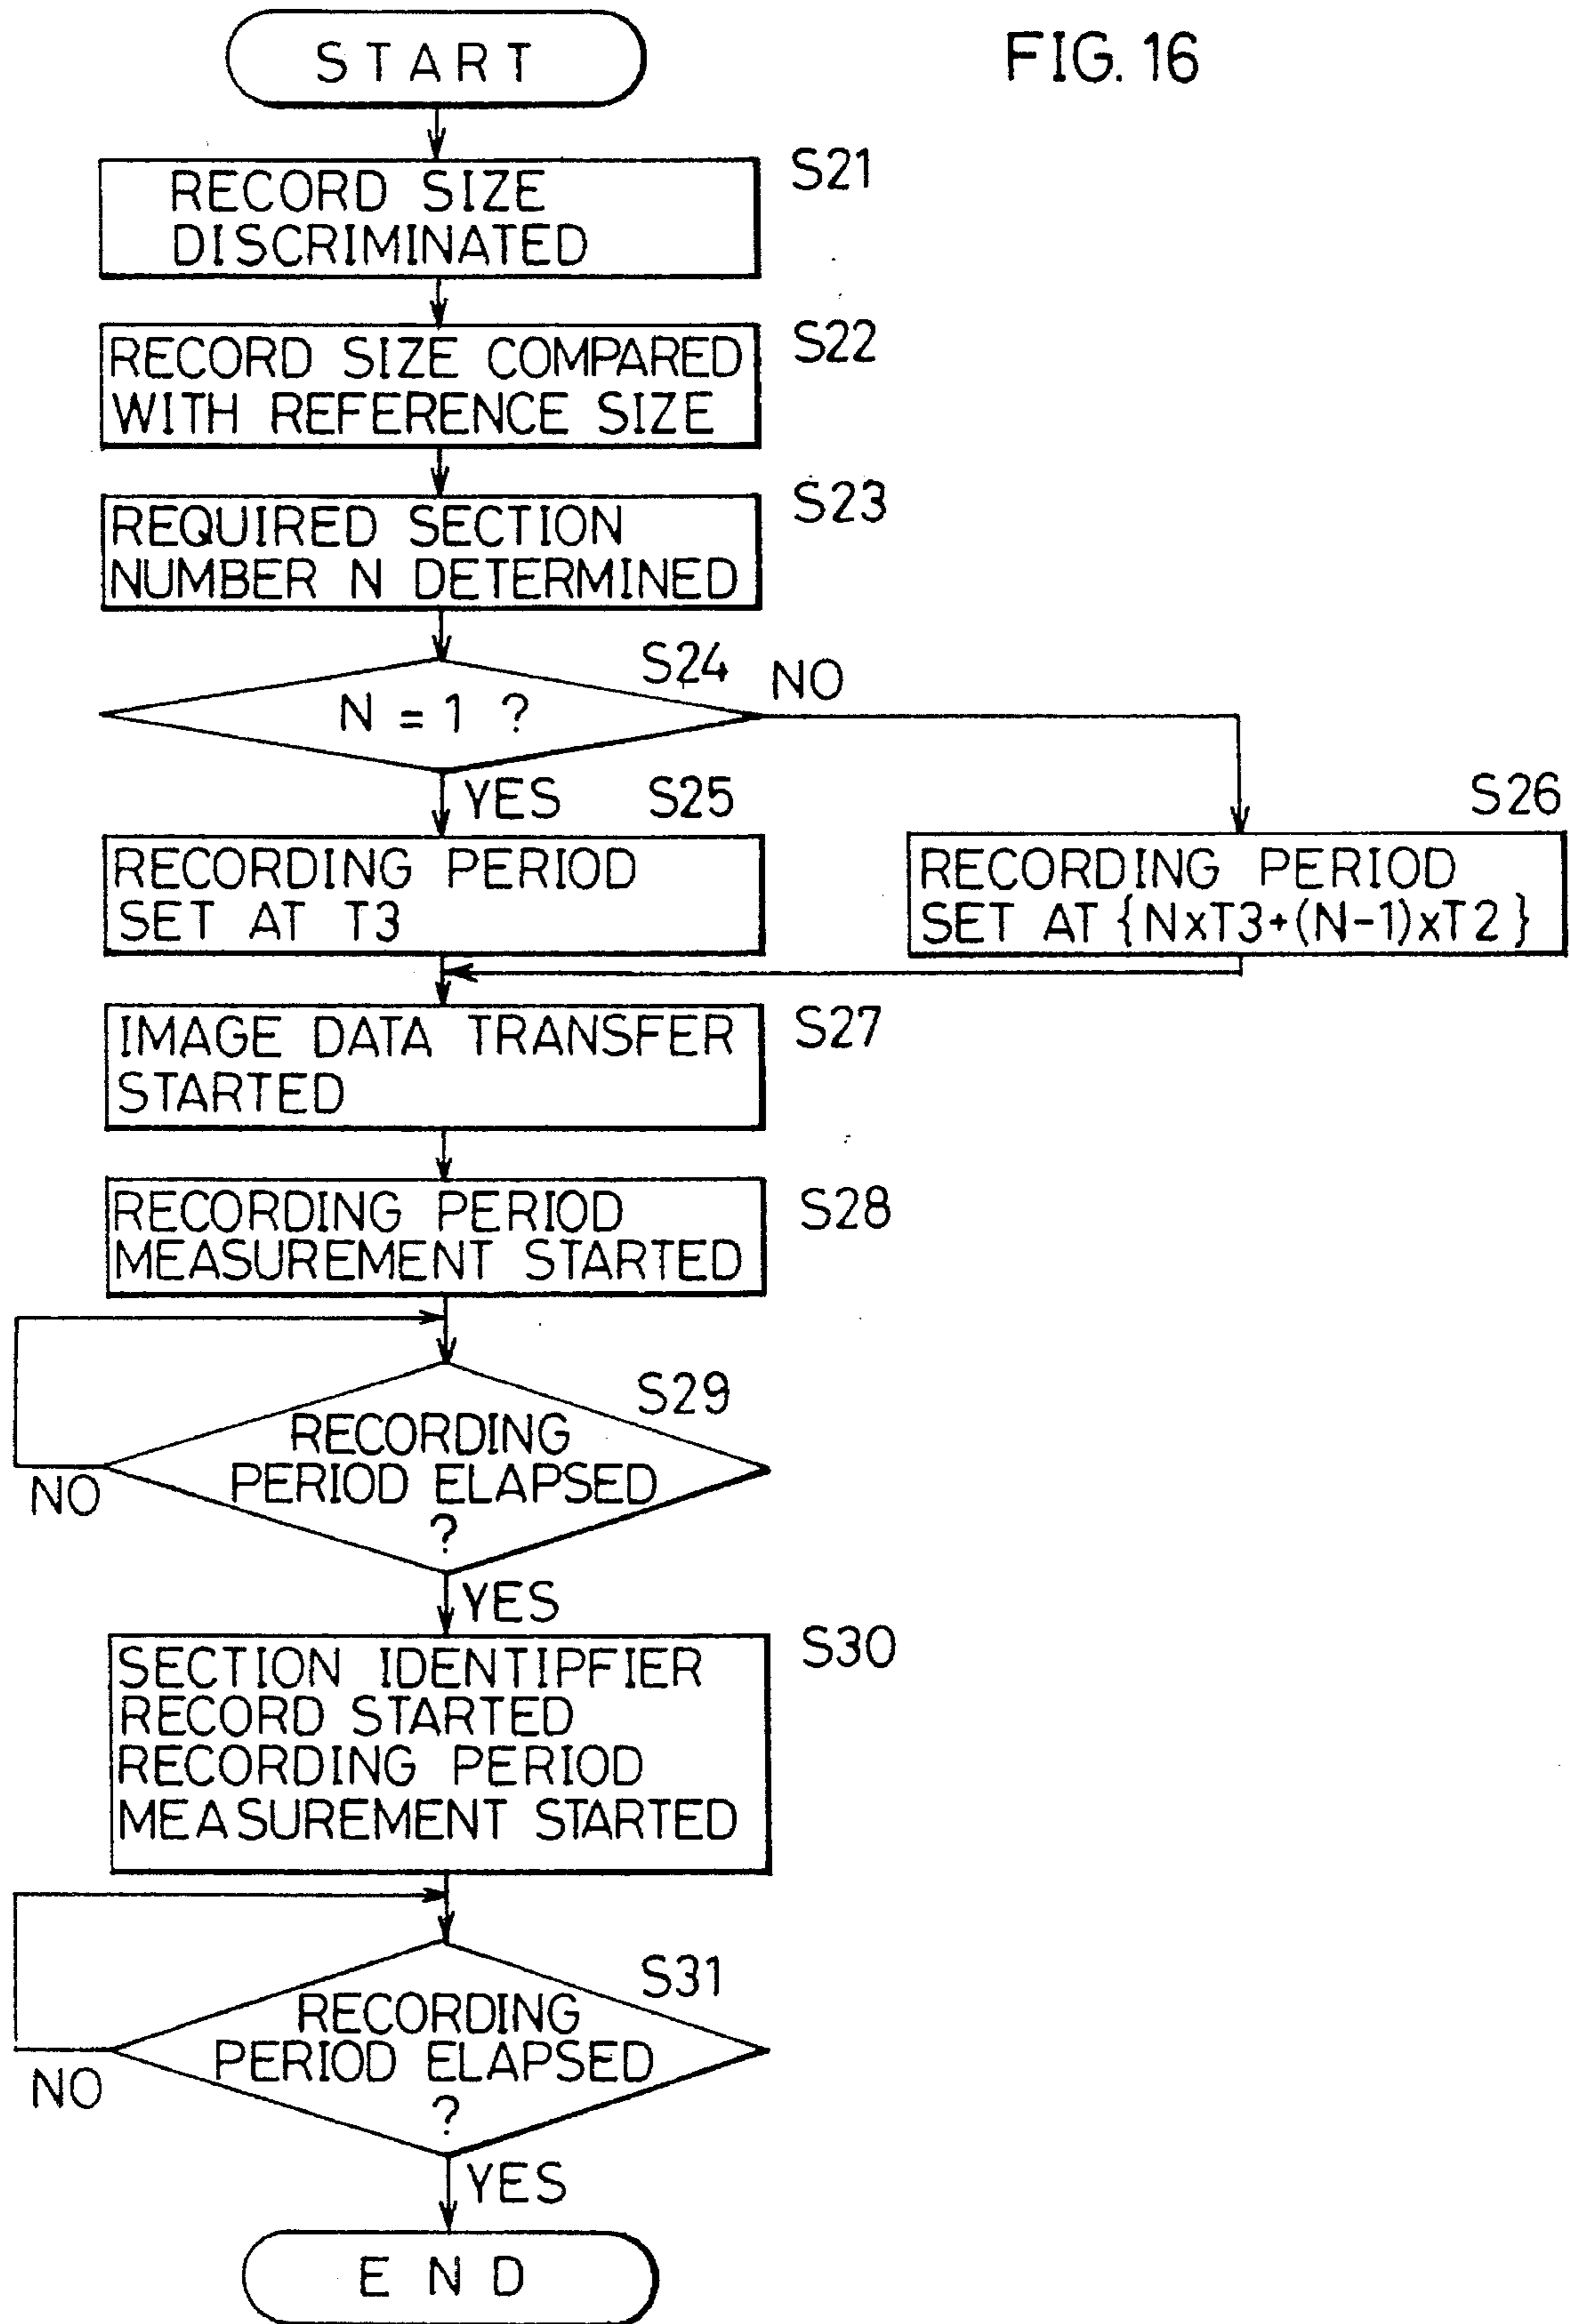 START
FIG. 16
S21
RECORD SIZE
DISCRIMINATED
S22
RECORD SIZE COMPARED
WITH REFERENCE SIZE
S23
REQUIRED SECTION
NUMBER N DETERMINED
S24
NO
N = 1 ?
YES
S25
S26
RECORDING PERIOD
SET AT T3
RECORDING PERIOD
SET AT {N×T3+(N-1)×T2}
S27
IMAGE DATA TRANSFER
STARTED
S28
RECORDING PERIOD
MEASUREMENT STARTED
S29
RECORDING
PERIOD ELAPSED
?
NO
YES
S30
SECTION IDENTIPFIER
RECORD STARTED
RECORDING PERIOD
MEASUREMENT STARTED
S31
RECORDING
PERIOD ELAPSED
?
NO
YES
END